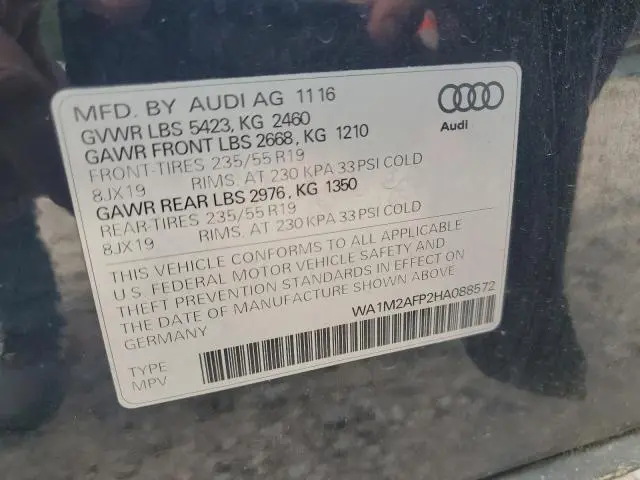 MFD. BY AUDI AG 1116
Audi
GVWR LBS 5423, KG 2460
GAWR FRONT LBS 2668, KG 1210
FRONT-TIRES 235/55 R19
8JX19 RIMS. AT 230 KPA 33 PSI COLD
GAWR REAR LBS 2976, KG 1350
REAR-TIRES 235/55 R19
8JX19 RIMS. AT 230 KPA 33 PSI COLD
THIS VEHICLE CONFORMS TO ALL APPLICABLE
U.S. FEDERAL MOTOR VEHICLE SAFETY AND
THEFT PREVENTION STANDARDS IN EFFECT ON
THE DATE OF MANUFACTURE SHOWN ABOVE
GERMANY
WA1M2AFP2HA088572
TYPE
MPV